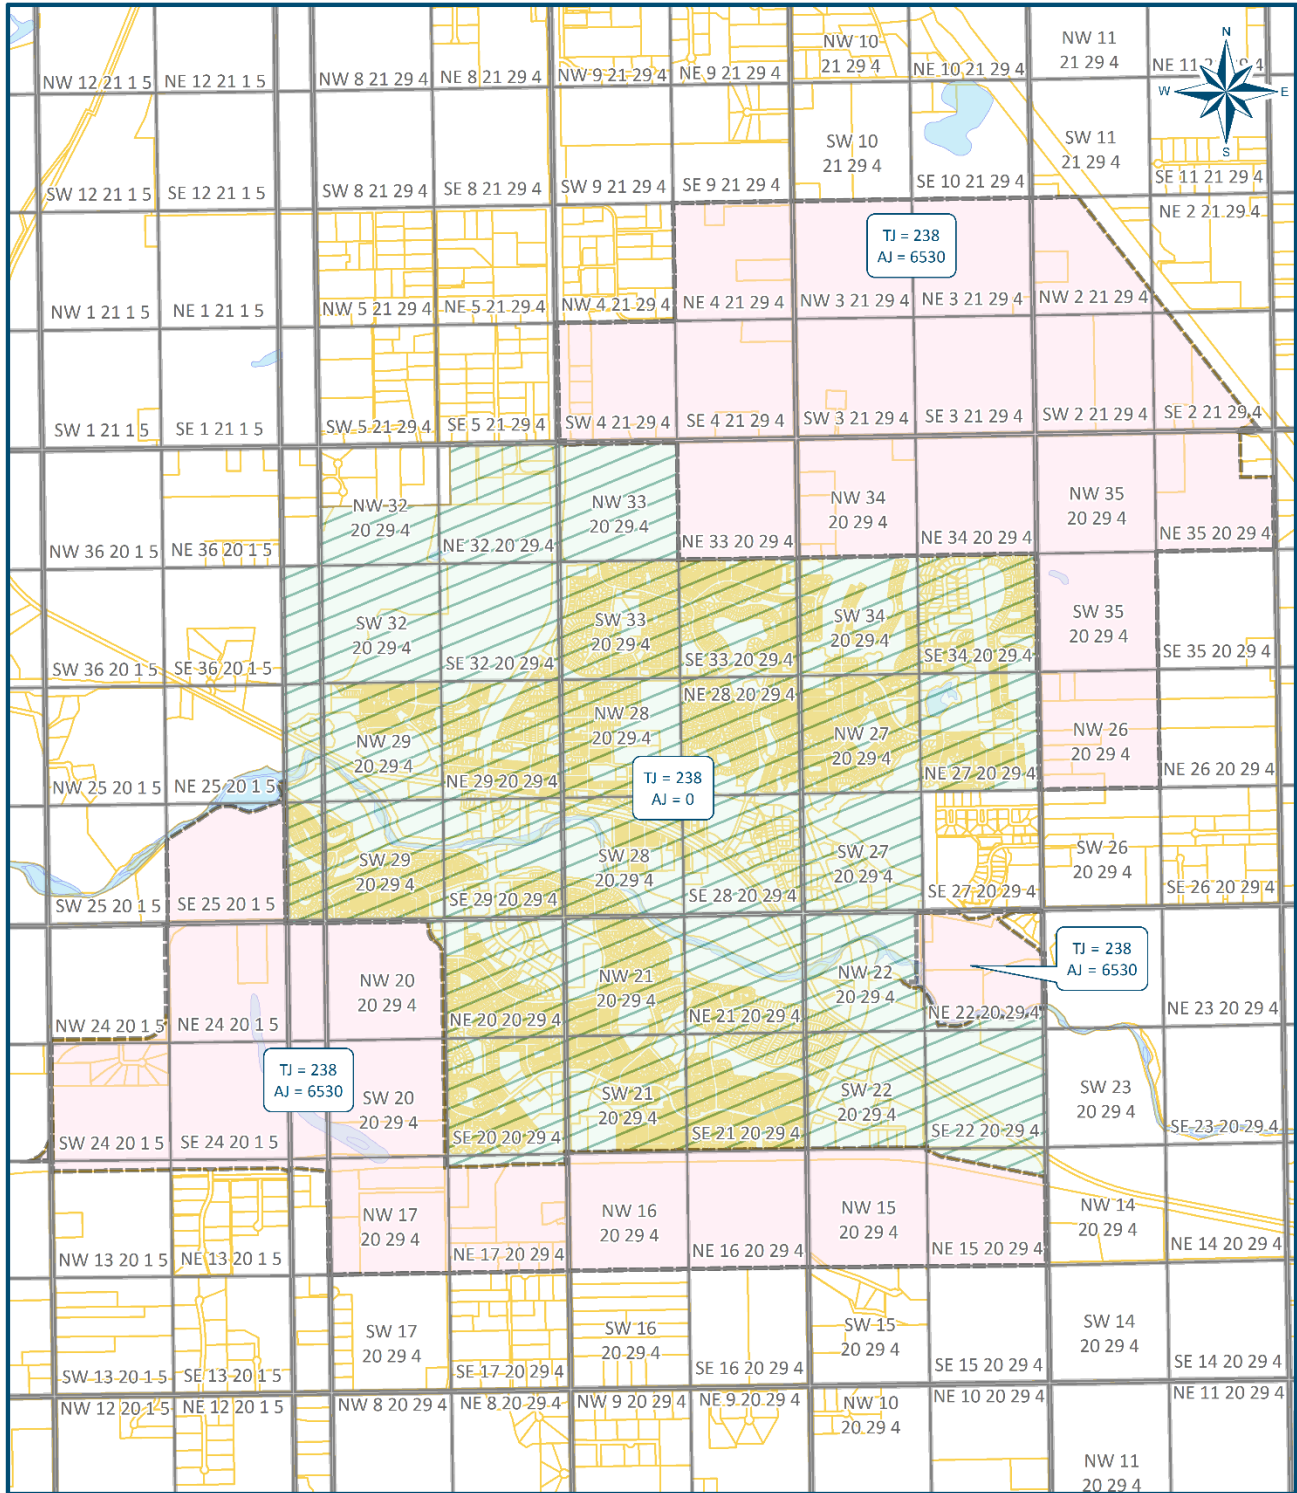 NW 10
21 29 4
NW 11
21 29 4
N
NW 12 21 1 5
NE 12 21 1 5
NW 8 21 29 4
NE 8 21 29 4
NW 9 21 29 4
NE 9 21 29 4
NE 10 21 29 4
W
E
SW 10
21 29 4
SW 11
21 29 4
S
SW 12 21 1 5
SE 12 21 1 5
SW 8 21 29 4
SE 8 21 29 4
SW 9 21 29 4
SE 9 21 29 4
SE 10 21 29 4
SE 11 21 29 4
NE 2 21 29 4
TJ = 238
AJ = 6530
NW 1 21 1 5
NE 1 21 1 5
NW 5 21 29 4
NE 5 21 29 4
NW 4 21 29 4
NE 4 21 29 4
NW 3 21 29 4
NE 3 21 29 4
NW 2 21 29 4
SW 1 21 1 5
SE 1 21 1 5
SW 5 21 29 4
SE 5 21 29 4
SW 4 21 29 4
SE 4 21 29 4
SW 3 21 29 4
SE 3 21 29 4
SW 2 21 29 4
SE 2 21 29 4
NW 36 20 1 5
NE 36 20 1 5
NW 32
20 29 4
NE 32 20 29 4
NW 33
20 29 4
NE 33 20 29 4
NW 34
20 29 4
NE 34 20 29 4
NW 35
20 29 4
NE 35 20 29 4
SW 36 20 1 5
SE 36 20 1 5
SW 32
20 29 4
SE 32 20 29 4
SW 33
20 29 4
SE 33 20 29 4
SW 34
20 29 4
SE 34 20 29 4
SW 35
20 29 4
SE 35 20 29 4
NW 25 20 1 5
NE 25 20 1 5
NW 29
20 29 4
NE 29 20 29 4
NW 28
20 29 4
NE 28 20 29 4
NW 27
20 29 4
NE 27 20 29 4
NW 26
20 29 4
NE 26 20 29 4
TJ = 238
AJ = 0
SW 25 20 1 5
SE 25 20 1 5
SW 29
20 29 4
SE 29 20 29 4
SW 28
20 29 4
SE 28 20 29 4
SW 27
20 29 4
SE 27 20 29 4
SW 26
20 29 4
SE 26 20 29 4
TJ = 238
AJ = 6530
NW 24 20 1 5
NE 24 20 1 5
NW 20
20 29 4
NE 20 20 29 4
NW 21
20 29 4
NE 21 20 29 4
NW 22
20 29 4
NE 22 20 29 4
NE 23 20 29 4
TJ = 238
AJ = 6530
SW 24 20 1 5
SE 24 20 1 5
SW 20
20 29 4
SE 20 20 29 4
SW 21
20 29 4
SE 21 20 29 4
SW 22
20 29 4
SE 22 20 29 4
SW 23
20 29 4
SE 23 20 29 4
NW 13 20 1 5
NE 13 20 1 5
NW 17
20 29 4
NE 17 20 29 4
NW 16
20 29 4
NE 16 20 29 4
NW 15
20 29 4
NE 15 20 29 4
NW 14
20 29 4
NE 14 20 29 4
SW 13 20 1 5
SE 13 20 1 5
SW 17
20 29 4
SE 17 20 29 4
SW 16
20 29 4
SE 16 20 29 4
SW 15
20 29 4
SE 15 20 29 4
SW 14
20 29 4
SE 14 20 29 4
NW 12 20 1 5
NE 12 20 1 5
NW 8 20 29 4
NE 8 20 29 4
NW 9 20 29 4
NE 9 20 29 4
NW 10
20 29 4
NE 10 20 29 4
NW 11
20 29 4
NE 11 20 29 4